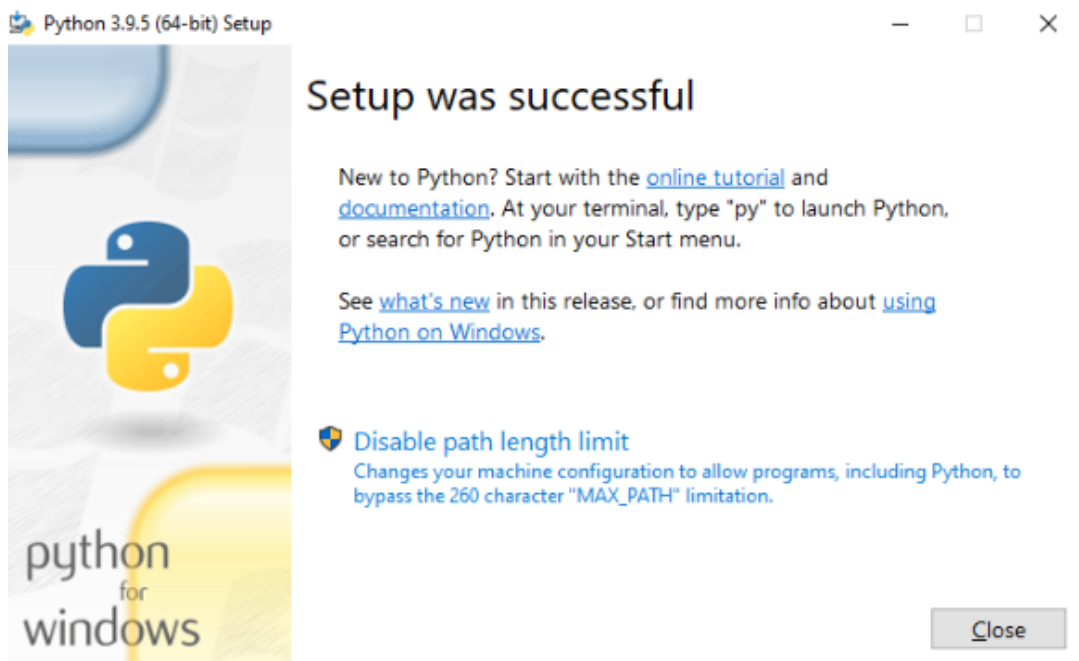 Python 3.9.5 (64-bit) Setup
Setup was successful
New to Python? Start with the online tutorial and
documentation. At your terminal, type "py" to launch Python,
or search for Python in your Start menu.
See what's new in this release, or find more info about using
Python on Windows.
Disable path length limit
Changes your machine configuration to allow programs, including Python, to
bypass the 260 character "MAX_PATH" limitation.
python
for
windows
Close